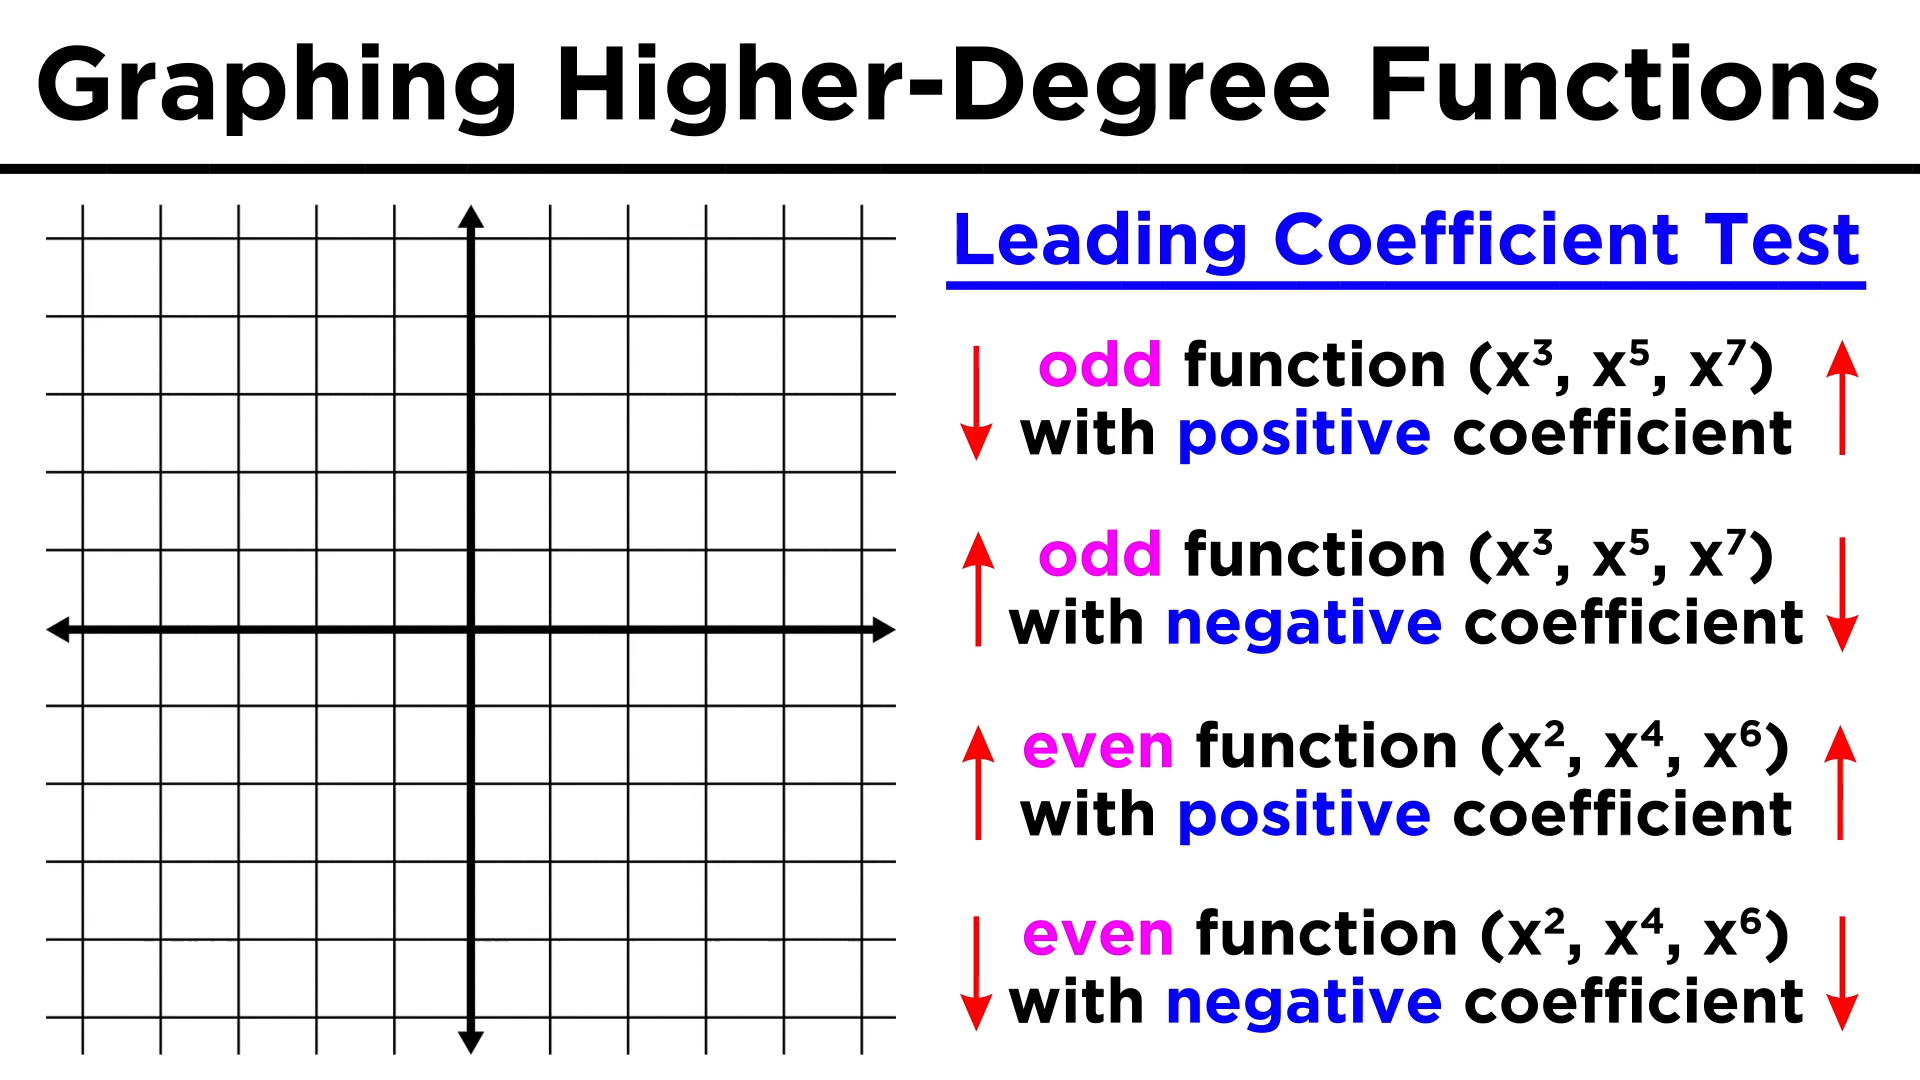 Graphing Higher-Degree Functions
Leading Coefficient Test
odd function (x³, x⁵, x⁷)
with positive coefficient
odd function (x³, x⁵, x⁷)
with negative coefficient
even function (x², x⁴, x⁶)
with positive coefficient
even function (x², x⁴, x⁶)
with negative coefficient